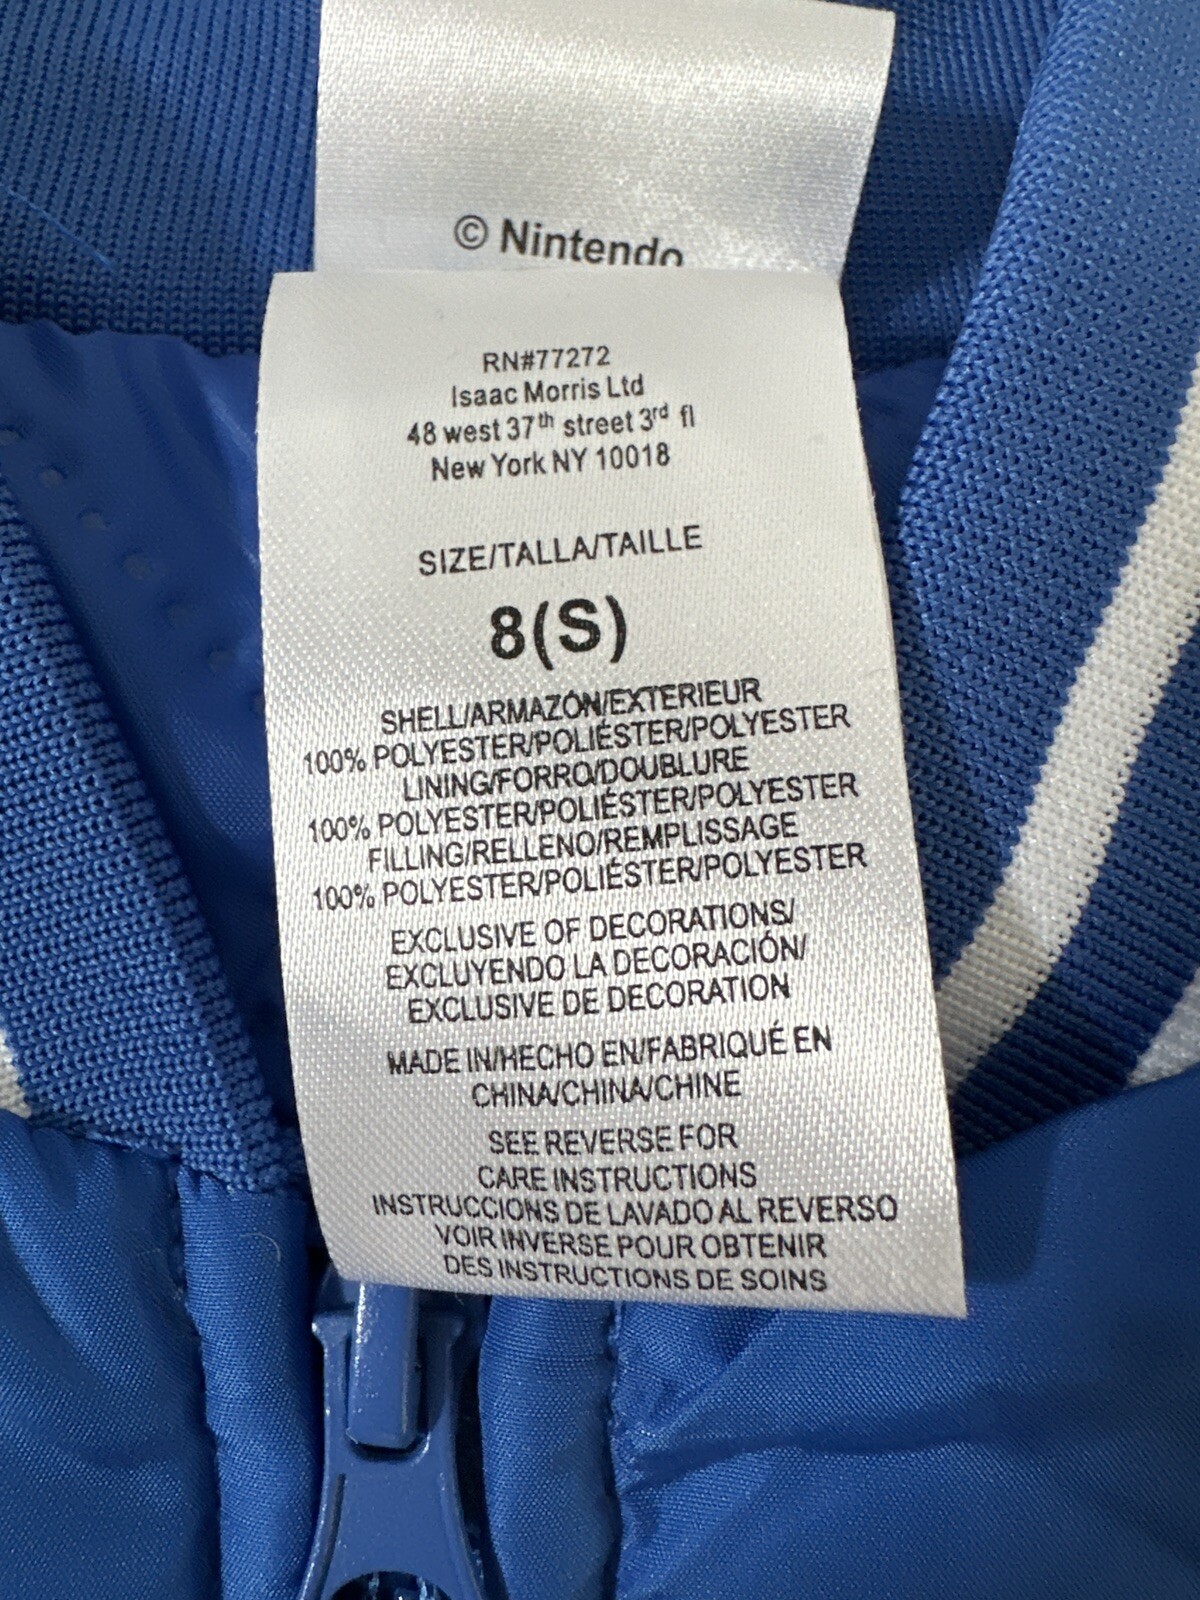 © Nintendo
RN#77272
Isaac Morris Ltd
48 west 37th street 3rd fl
New York NY 10018
SIZE/TALLA/TAILLE
8(S)
SHELL/ARMAZÓN/EXTERIEUR
100% POLYESTER/POLIÉSTER/POLYESTER
LINING/FORRO/DOUBLURE
100% POLYESTER/POLIÉSTER/POLYESTER
FILLING/RELLENO/REMPLISSAGE
100% POLYESTER/POLIÉSTER/POLYESTER
EXCLUSIVE OF DECORATIONS/
EXCLUYENDO LA DECORACIÓN/
EXCLUSIVE DE DECORATION
MADE IN/HECHO EN/FABRIQUÉ EN
CHINA/CHINA/CHINE
SEE REVERSE FOR
CARE INSTRUCTIONS
INSTRUCCIONS DE LAVADO AL REVERSO
VOIR INVERSE POUR OBTENIR
DES INSTRUCTIONS DE SOINS